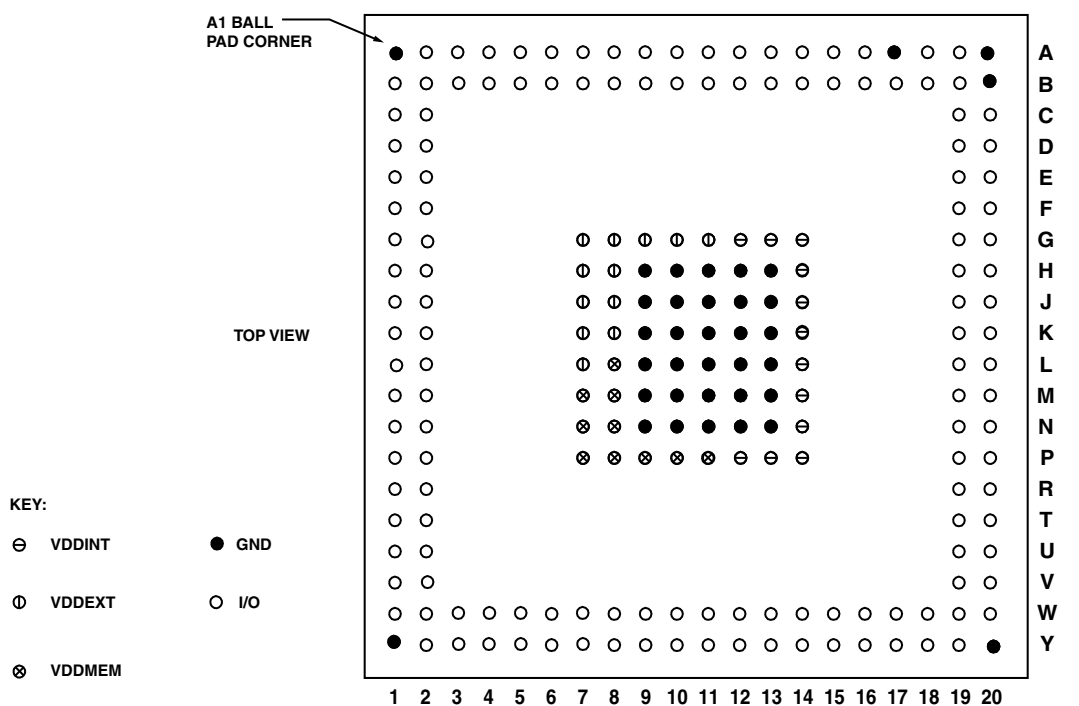 A1 BALL
PAD CORNER
A
B
C
D
E
F
G
H
J
TOP VIEW
K
L
M
N
P
KEY:
R
T
VDDINT GND
U
VDDEXT I/O
V
W
Y
VDDMEM
1 2 3 4 5 6 7 8 9 10 11 12 13 14 15 16 17 18 19 20